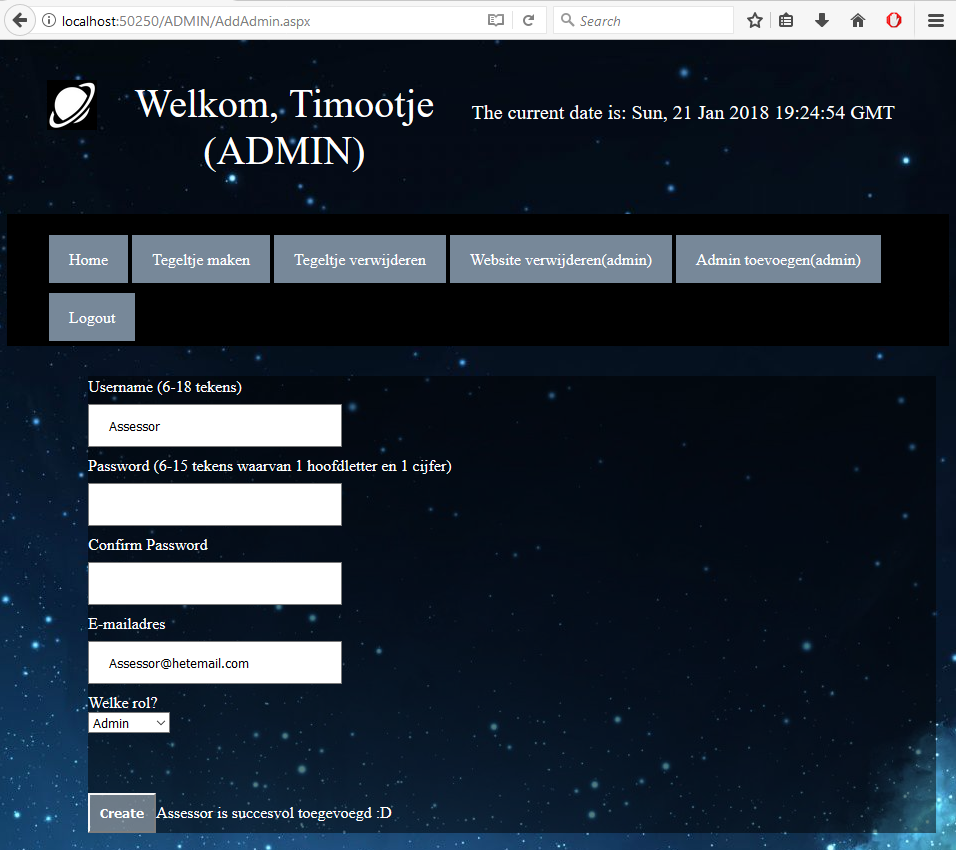 localhost:50250/ADMIN/AddAdmin.aspx
Search
Welkom, Timootje
(ADMIN)
The current date is: Sun, 21 Jan 2018 19:24:54 GMT
Home
Tegeltje maken
Tegeltje verwijderen
Website verwijderen(admin)
Admin toevoegen(admin)
Logout
Username (6-18 tekens)
Assessor
Password (6-15 tekens waarvan 1 hoofdletter en 1 cijfer)
Confirm Password
E-mailadres
Assessor@hetemail.com
Welke rol?
Admin
Create
Assessor is succesvol toegevoegd :D